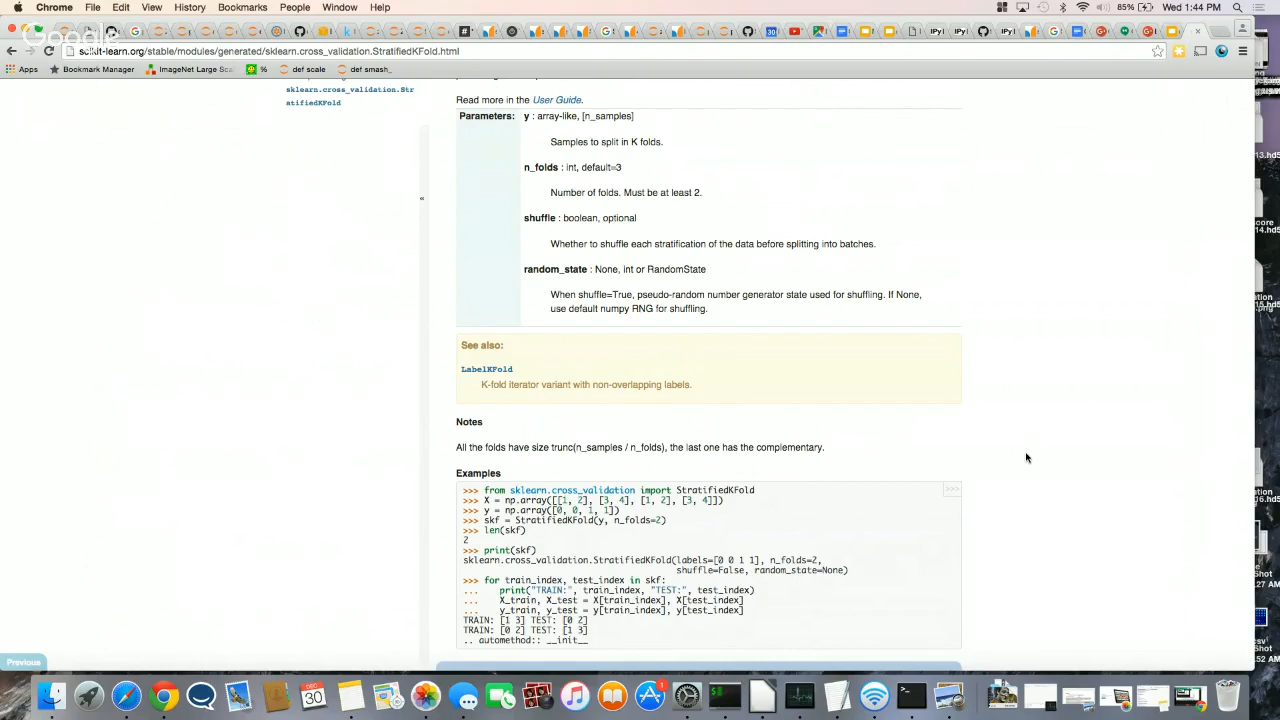 Chrome File Edit View History Bookmarks People Window Help 85% Wed 1:44 PM
Google
scikit-learn.org/stable/modules/generated/sklearn.cross_validation.StratifiedKFold.html
Apps Bookmark Manager ImageNet Large Sca % def scale def smash_
sklearn.cross_validation.Str
atifiedKFold
Read more in the User Guide.
Parameters: y : array-like, [n_samples]
Samples to split in K folds.
n_folds : int, default=3
Number of folds. Must be at least 2.
«
shuffle : boolean, optional
Whether to shuffle each stratification of the data before splitting into batches.
random_state : None, int or RandomState
When shuffle=True, pseudo-random number generator state used for shuffling. If None,
use default numpy RNG for shuffling.
See also:
LabelKFold
K-fold iterator variant with non-overlapping labels.
Notes
All the folds have size trunc(n_samples / n_folds), the last one has the complementary.
Examples
>>>
>>> from sklearn.cross_validation import StratifiedKFold
>>> X = np.array([[1, 2], [3, 4], [1, 2], [3, 4]])
>>> y = np.array([0, 0, 1, 1])
>>> skf = StratifiedKFold(y, n_folds=2)
>>> len(skf)
2
>>> print(skf)
sklearn.cross_validation.StratifiedKFold(labels=[0 0 1 1], n_folds=2,
shuffle=False, random_state=None)
>>> for train_index, test_index in skf:
... print("TRAIN:", train_index, "TEST:", test_index)
... X_train, X_test = X[train_index], X[test_index]
... y_train, y_test = y[train_index], y[test_index]
TRAIN: [1 3] TEST: [0 2]
TRAIN: [0 2] TEST: [1 3]
.. automethod:: __init__
Previous
DEC
30
1